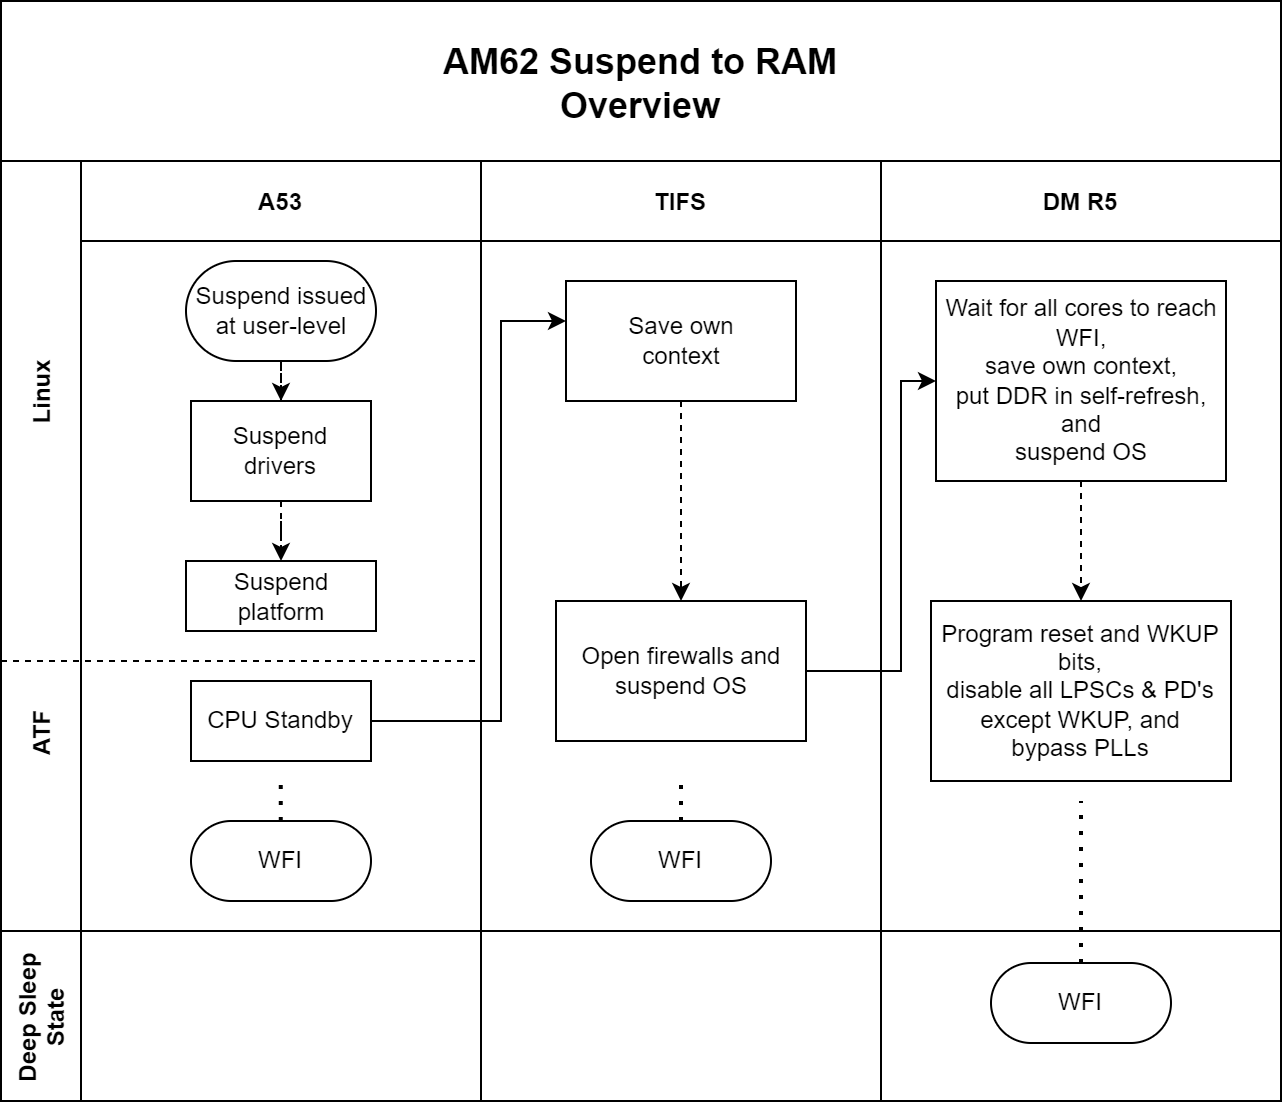 AM62 Suspend to RAM
Overview
A53
TIFS
DM R5
Linux
Suspend issued
at user-level
Suspend
drivers
Suspend
platform
Save own
context
Open firewalls and
suspend OS
Wait for all cores to reach
WFI,
save own context,
put DDR in self-refresh,
and
suspend OS
Program reset and WKUP
bits,
disable all LPSCs & PD's
except WKUP, and
bypass PLLs
ATF
CPU Standby
WFI
WFI
Deep Sleep
State
WFI